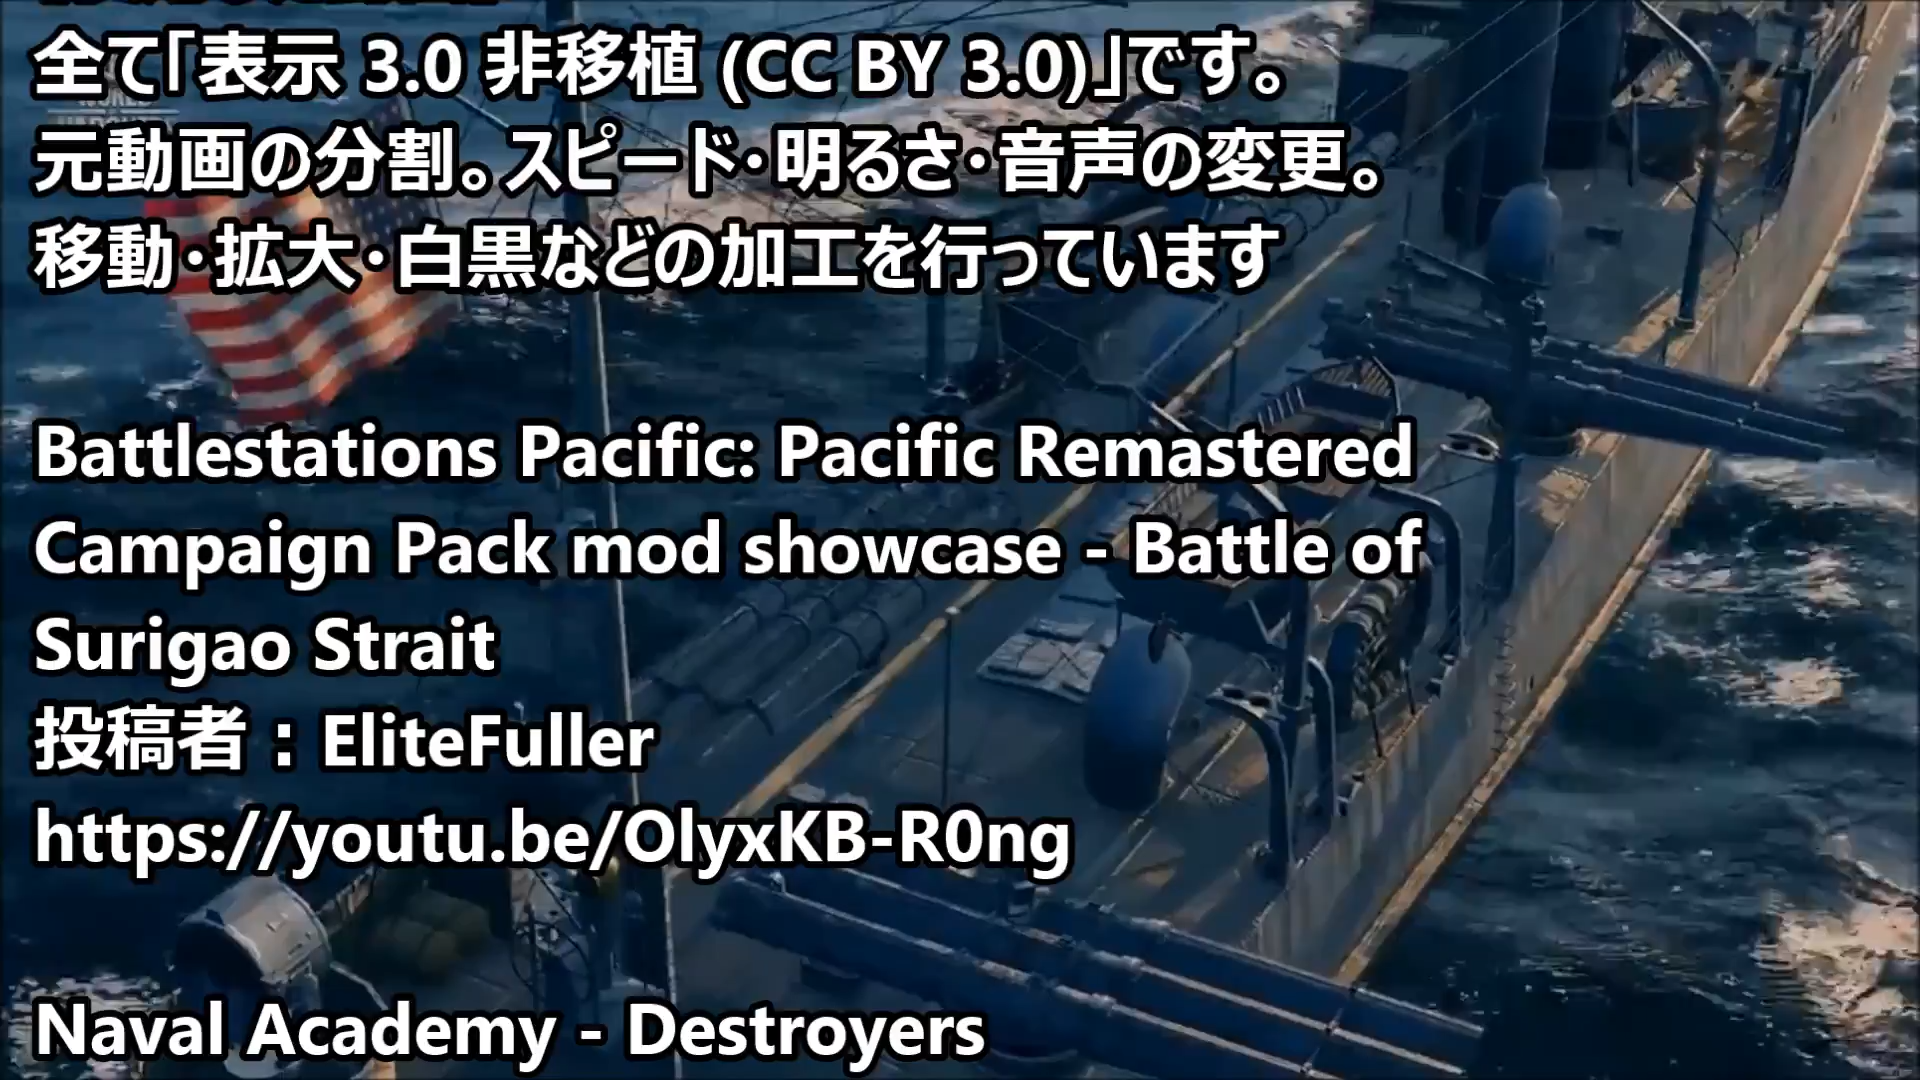 全て「表示 3.0 非移植 (CC BY 3.0)」です。
元動画の分割。スピード・明るさ・音声の変更。
移動・拡大・白黒などの加工を行っています
Battlestations Pacific: Pacific Remastered
Campaign Pack mod showcase - Battle of
Surigao Strait
投稿者：EliteFuller
https://youtu.be/OlyxKB-R0ng
Naval Academy - Destroyers